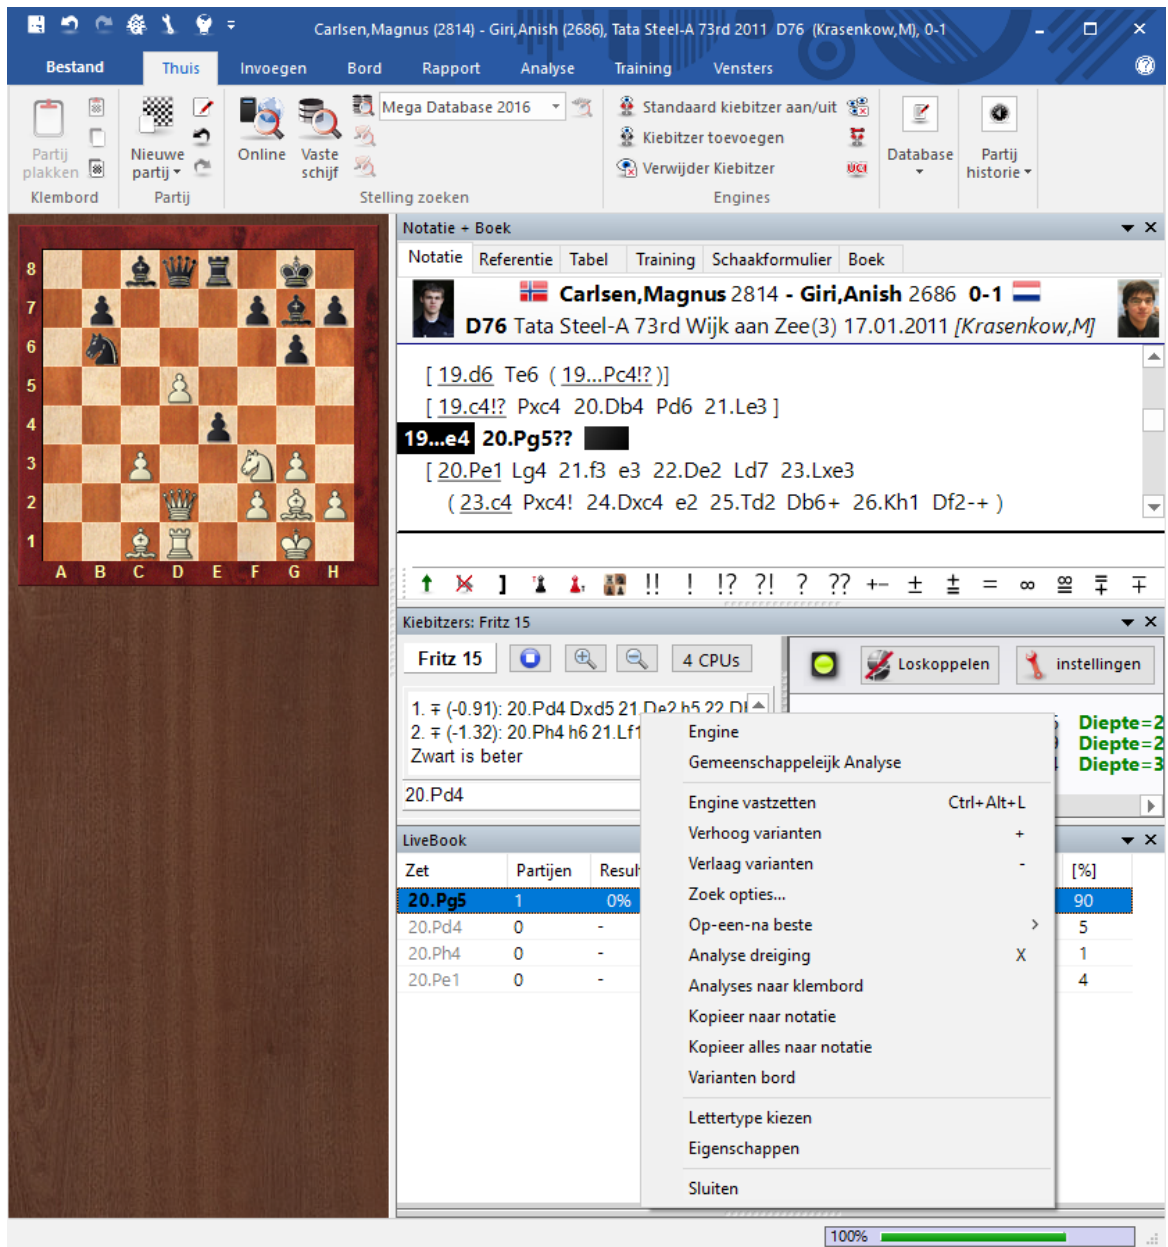 Carlsen,Magnus (2814) - Giri,Anish (2686), Tata Steel-A 73rd 2011 D76 (Krasenkow,M), 0-1
Bestand Thuis Invoegen Bord Rapport Analyse Training Vensters
Partij plakken
Klembord
Nieuwe partij
Partij
Online
Vaste schijf
Mega Database 2016
Stelling zoeken
Standaard kiebitzer aan/uit
Kiebitzer toevoegen
Verwijder Kiebitzer
UCI
Engines
Database
Partij historie
8
7
6
5
4
3
2
1
A B C D E F G H
Notatie + Boek
Notatie Referentie Tabel Training Schaakformulier Boek
Carlsen,Magnus 2814 - Giri,Anish 2686 0-1
D76 Tata Steel-A 73rd Wijk aan Zee(3) 17.01.2011 [Krasenkow,M]
[ 19.d6 Te6 ( 19...Pc4!? )]
[ 19.c4!? Pxc4 20.Db4 Pd6 21.Le3 ]
19...e4 20.Pg5??
[ 20.Pe1 Lg4 21.f3 e3 22.De2 Ld7 23.Lxe3
( 23.c4 Pxc4! 24.Dxc4 e2 25.Td2 Db6+ 26.Kh1 Df2-+ )
] !! ! !? ?! ? ?? +− ± ⩲ = ∞ =∞ ⩱ ∓
Kiebitzers: Fritz 15
Fritz 15 4 CPUs
Loskoppelen instellingen
1. ∓ (-0.91): 20.Pd4 Dxd5 21.De2 h5 22.
2. ∓ (-1.32): 20.Ph4 h6 21.Lf1
Zwart is beter
20.Pd4
Diepte=2
Diepte=2
Diepte=3
LiveBook
Zet Partijen Resul [%]
20.Pg5 1 0% 90
20.Pd4 0 - 5
20.Ph4 0 - 1
20.Pe1 0 - 4
Engine
Gemeenschappeleijk Analyse
Engine vastzetten Ctrl+Alt+L
Verhoog varianten +
Verlaag varianten -
Zoek opties...
Op-een-na beste
Analyse dreiging X
Analyses naar klembord
Kopieer naar notatie
Kopieer alles naar notatie
Varianten bord
Lettertype kiezen
Eigenschappen
Sluiten
100%